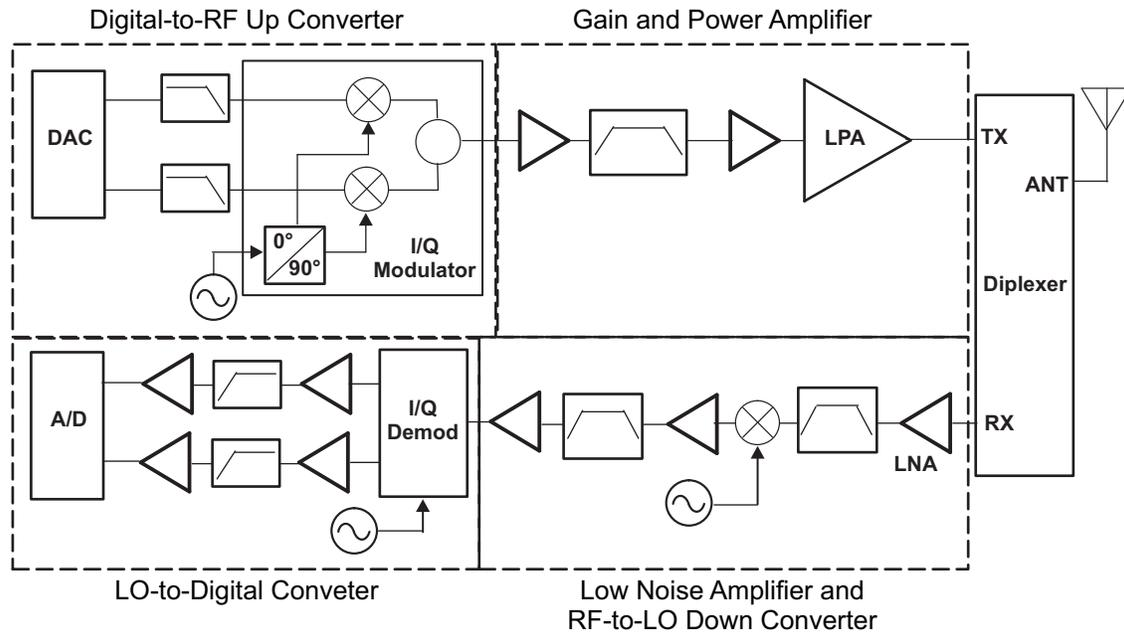 Digital-to-RF Up Converter
Gain and Power Amplifier
DAC
LPA
TX
ANT
0°
90°
I/Q
Modulator
Diplexer
A/D
I/Q
Demod
RX
LNA
LO-to-Digital Conveter
Low Noise Amplifier and
RF-to-LO Down Converter